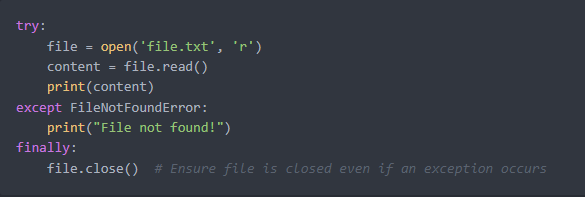 try:
    file = open('file.txt', 'r')
    content = file.read()
    print(content)
except FileNotFoundError:
    print("File not found!")
finally:
    file.close()  # Ensure file is closed even if an exception occurs